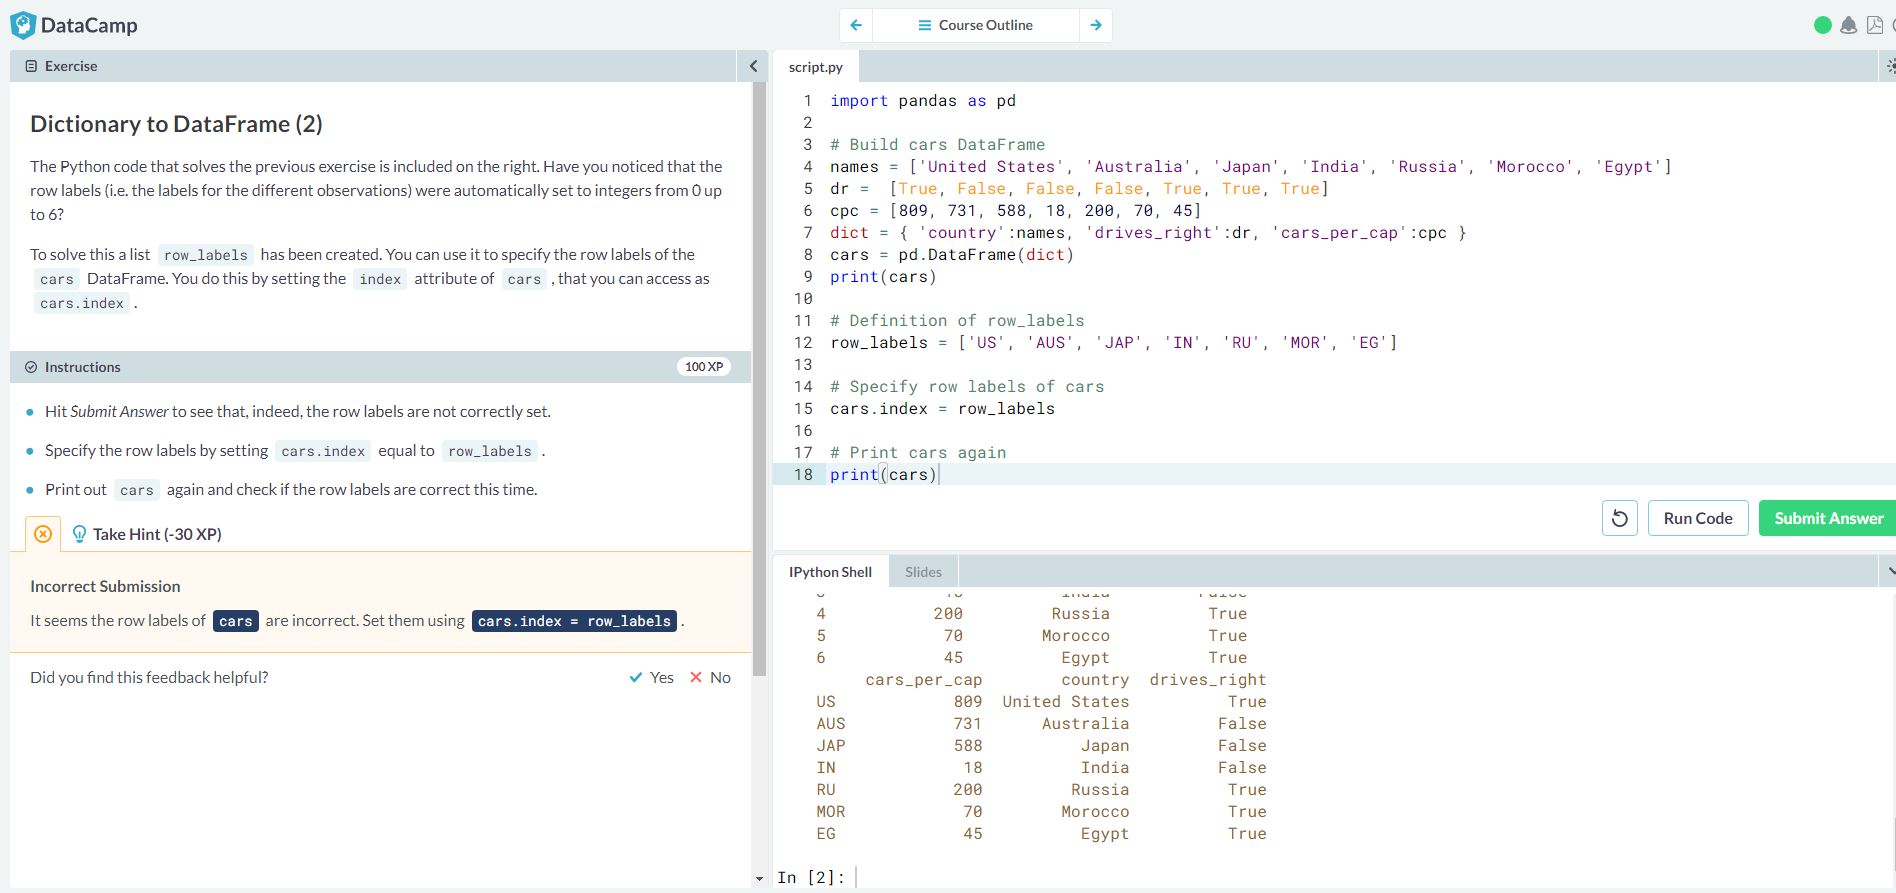 DataCamp
Course Outline
Exercise
Dictionary to DataFrame (2)
The Python code that solves the previous exercise is included on the right. Have you noticed that the
row labels (i.e. the labels for the different observations) were automatically set to integers from 0 up
to 6?
To solve this a list row_labels has been created. You can use it to specify the row labels of the
cars DataFrame. You do this by setting the index attribute of cars , that you can access as
cars.index .
Instructions
100 XP
Hit Submit Answer to see that, indeed, the row labels are not correctly set.
Specify the row labels by setting cars.index equal to row_labels .
Print out cars again and check if the row labels are correct this time.
Take Hint (-30 XP)
Incorrect Submission
It seems the row labels of cars are incorrect. Set them using cars.index = row_labels .
Did you find this feedback helpful?
Yes
No
script.py
1 import pandas as pd
2
3 # Build cars DataFrame
4 names = ['United States', 'Australia', 'Japan', 'India', 'Russia', 'Morocco', 'Egypt']
5 dr =  [True, False, False, False, True, True, True]
6 cpc = [809, 731, 588, 18, 200, 70, 45]
7 dict = { 'country':names, 'drives_right':dr, 'cars_per_cap':cpc }
8 cars = pd.DataFrame(dict)
9 print(cars)
10
11 # Definition of row_labels
12 row_labels = ['US', 'AUS', 'JAP', 'IN', 'RU', 'MOR', 'EG']
13
14 # Specify row labels of cars
15 cars.index = row_labels
16
17 # Print cars again
18 print(cars)
Run Code
Submit Answer
IPython Shell
Slides
4 200 Russia True
5 70 Morocco True
6 45 Egypt True
cars_per_cap country drives_right
US 809 United States True
AUS 731 Australia False
JAP 588 Japan False
IN 18 India False
RU 200 Russia True
MOR 70 Morocco True
EG 45 Egypt True
In [2]: